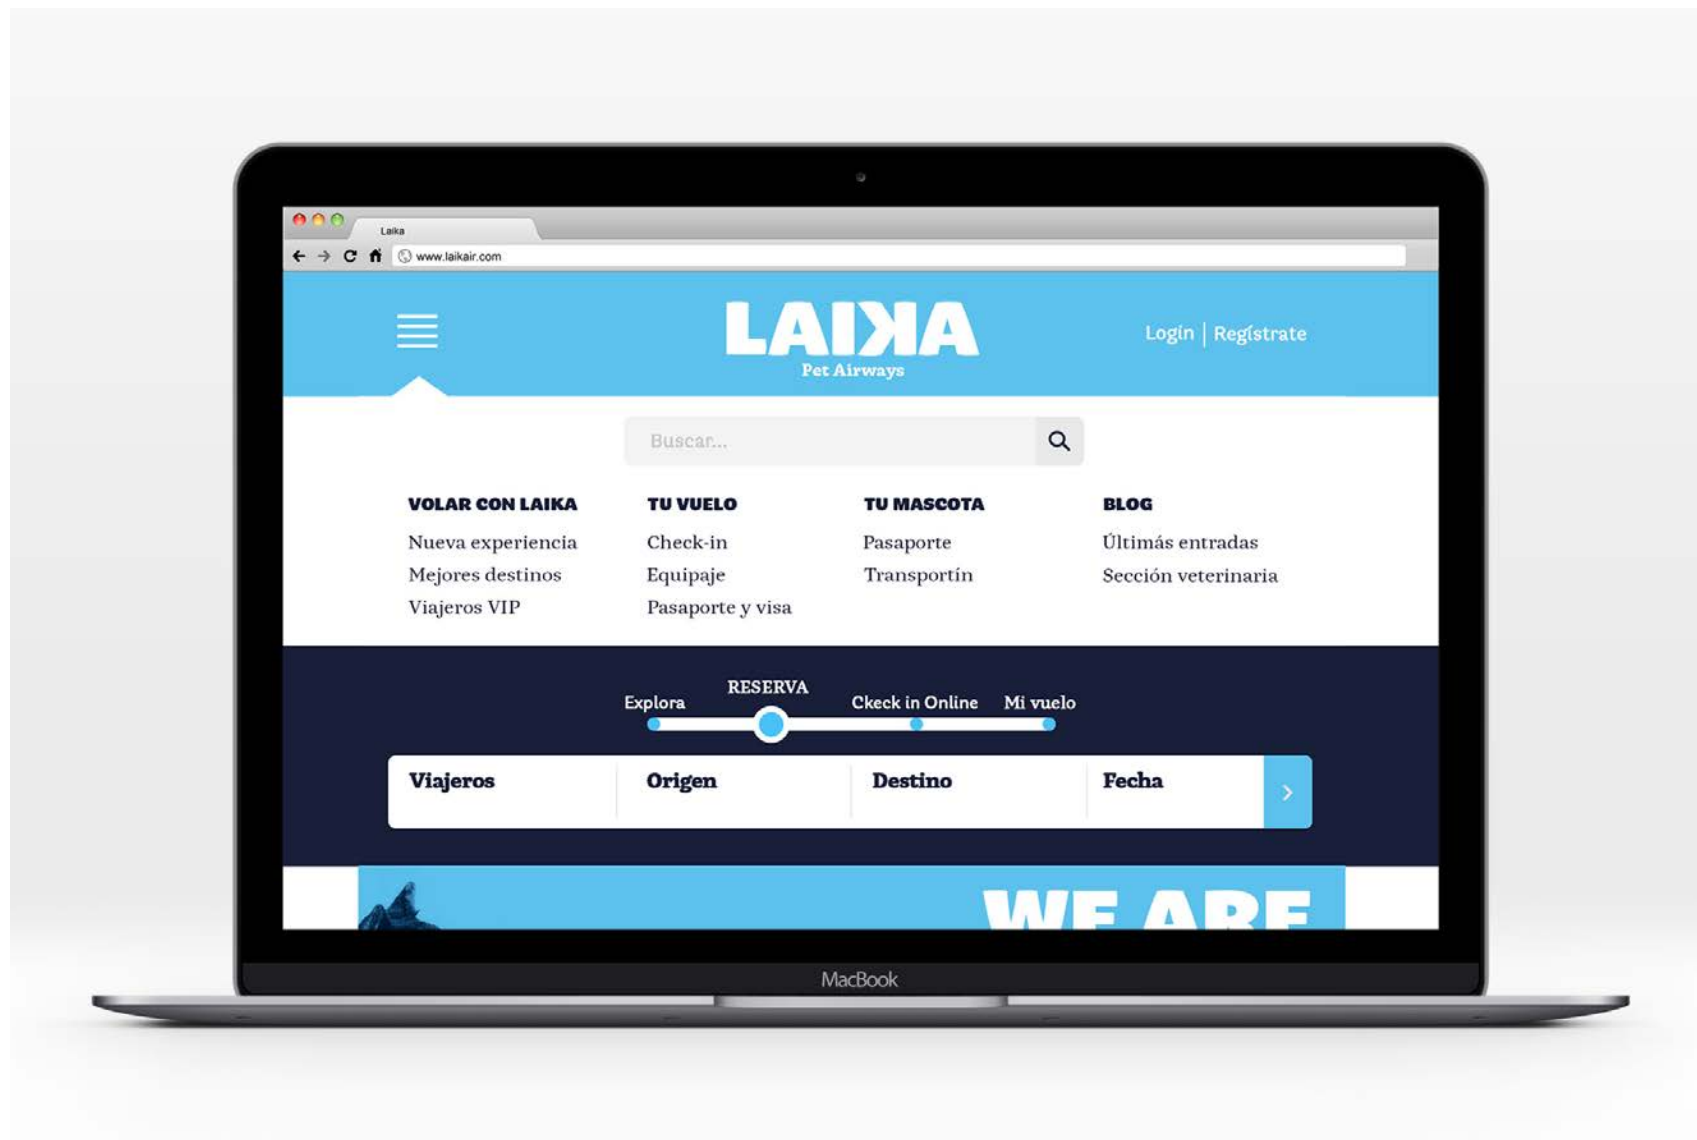 Laika
www.laikair.com
LAIKA
Pet Airways
Login | Regístrate
Buscar...
VOLAR CON LAIKA
Nueva experiencia
Mejores destinos
Viajeros VIP
TU VUELO
Check-in
Equipaje
Pasaporte y visa
TU MASCOTA
Pasaporte
Transportín
BLOG
Últimás entradas
Sección veterinaria
Explora
RESERVA
Ckeck in Online
Mi vuelo
Viajeros
Origen
Destino
Fecha
WE ARE
MacBook